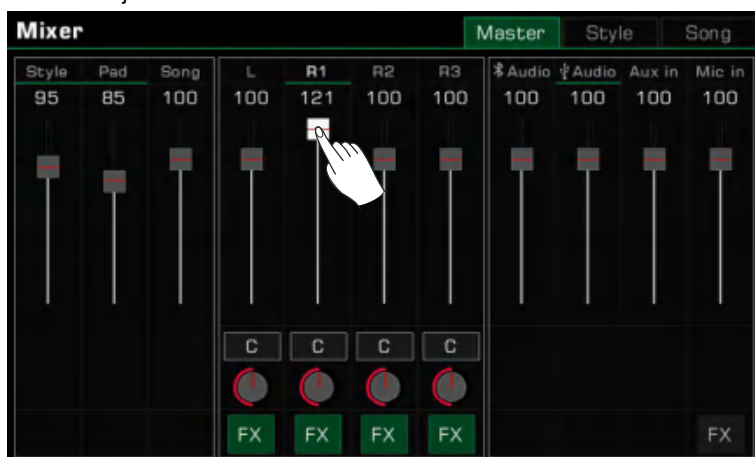 Mixer Master Style Song
Style Pad Song L R1 R2 R3 Audio Audio Aux in Mic in
95 85 100 100 121 100 100 100 100 100 100
C C C C
FX FX FX FX FX